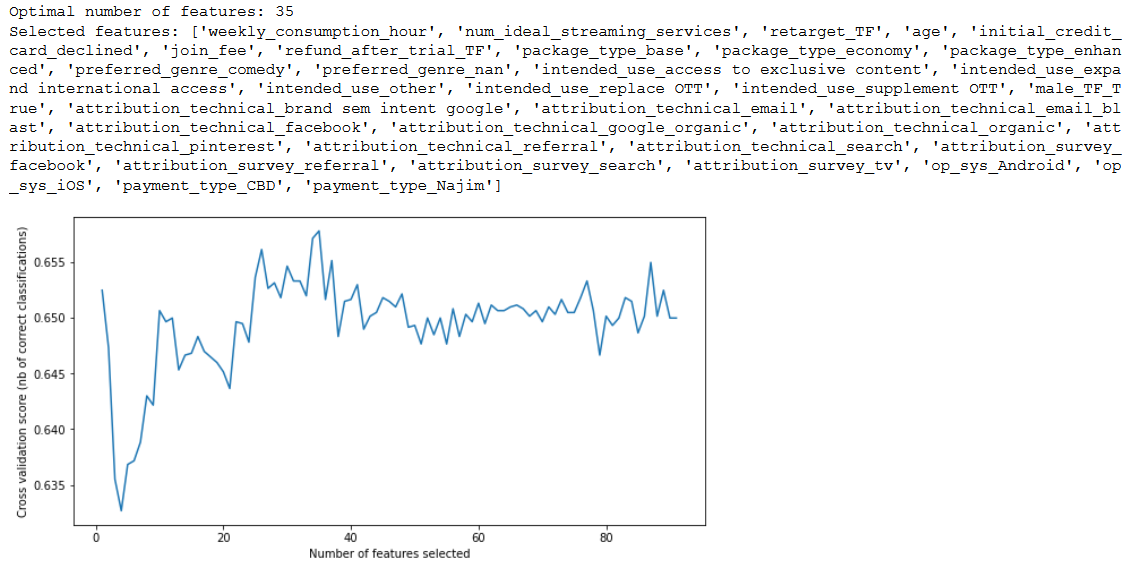 Optimal number of features: 35
Selected features: ['weekly_consumption_hour', 'num_ideal_streaming_services', 'retarget_TF', 'age', 'initial_credit_
card_declined', 'join_fee', 'refund_after_trial_TF', 'package_type_base', 'package_type_economy', 'package_type_enhan
ced', 'preferred_genre_comedy', 'preferred_genre_nan', 'intended_use_access to exclusive content', 'intended_use_expa
nd international access', 'intended_use_other', 'intended_use_replace OTT', 'intended_use_supplement OTT', 'male_TF_T
rue', 'attribution_technical_brand sem intent google', 'attribution_technical_email', 'attribution_technical_email_bl
ast', 'attribution_technical_facebook', 'attribution_technical_google_organic', 'attribution_technical_organic', 'att
ribution_technical_pinterest', 'attribution_technical_referral', 'attribution_technical_search', 'attribution_survey_
facebook', 'attribution_survey_referral', 'attribution_survey_search', 'attribution_survey_tv', 'op_sys_Android', 'op
_sys_iOS', 'payment_type_CBD', 'payment_type_Najim']
Cross validation score (nb of correct classifications)
0.655
0.650
0.645
0.640
0.635
0 20 40 60 80
Number of features selected